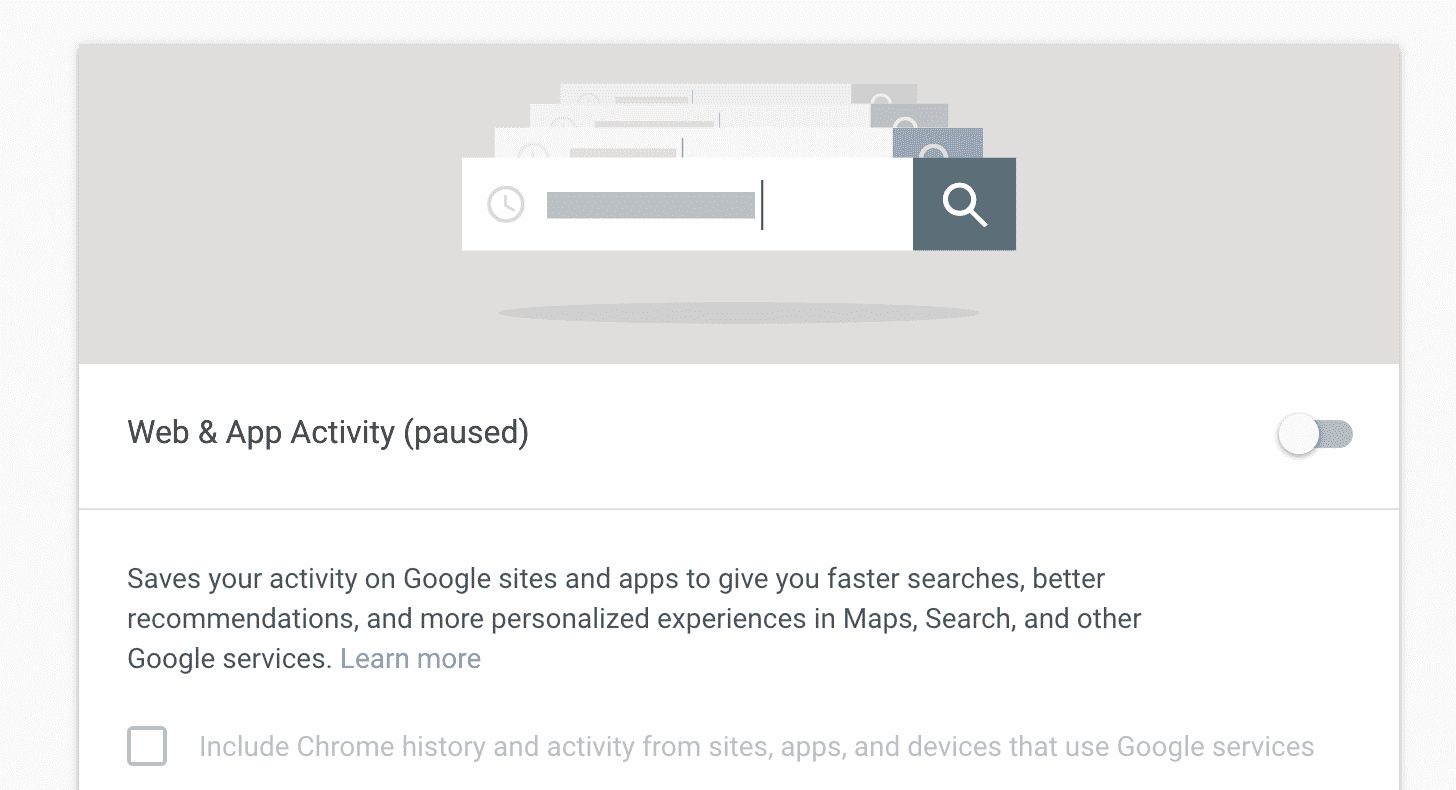 Web & App Activity (paused)
Saves your activity on Google sites and apps to give you faster searches, better
recommendations, and more personalized experiences in Maps, Search, and other
Google services. Learn more
Include Chrome history and activity from sites, apps, and devices that use Google services